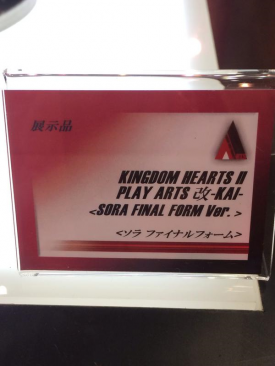 展示品
KINGDOM HEARTS II
PLAY ARTS 改-KAI-
<SORA FINAL FORM Ver. >
<ソラ ファイナルフォーム>